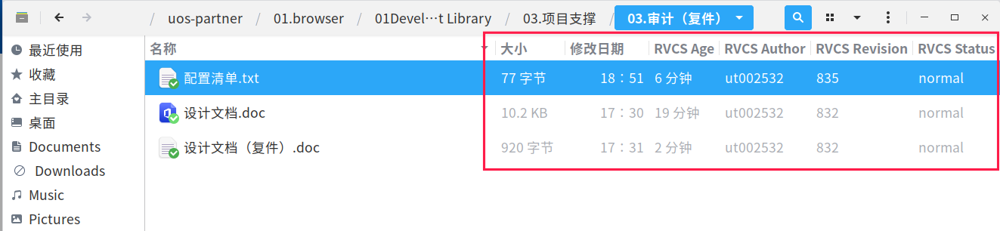 / uos-partner / 01.browser / 01Devel…t Library / 03.项目支撑 / 03.审计（复件）
最近使用
收藏
主目录
桌面
Documents
Downloads
Music
Pictures
名称 大小 修改日期 RVCS Age RVCS Author RVCS Revision RVCS Status
配置清单.txt 77 字节 18：51 6 分钟 ut002532 835 normal
设计文档.doc 10.2 KB 17：30 19 分钟 ut002532 832 normal
设计文档（复件）.doc 920 字节 17：31 2 分钟 ut002532 832 normal